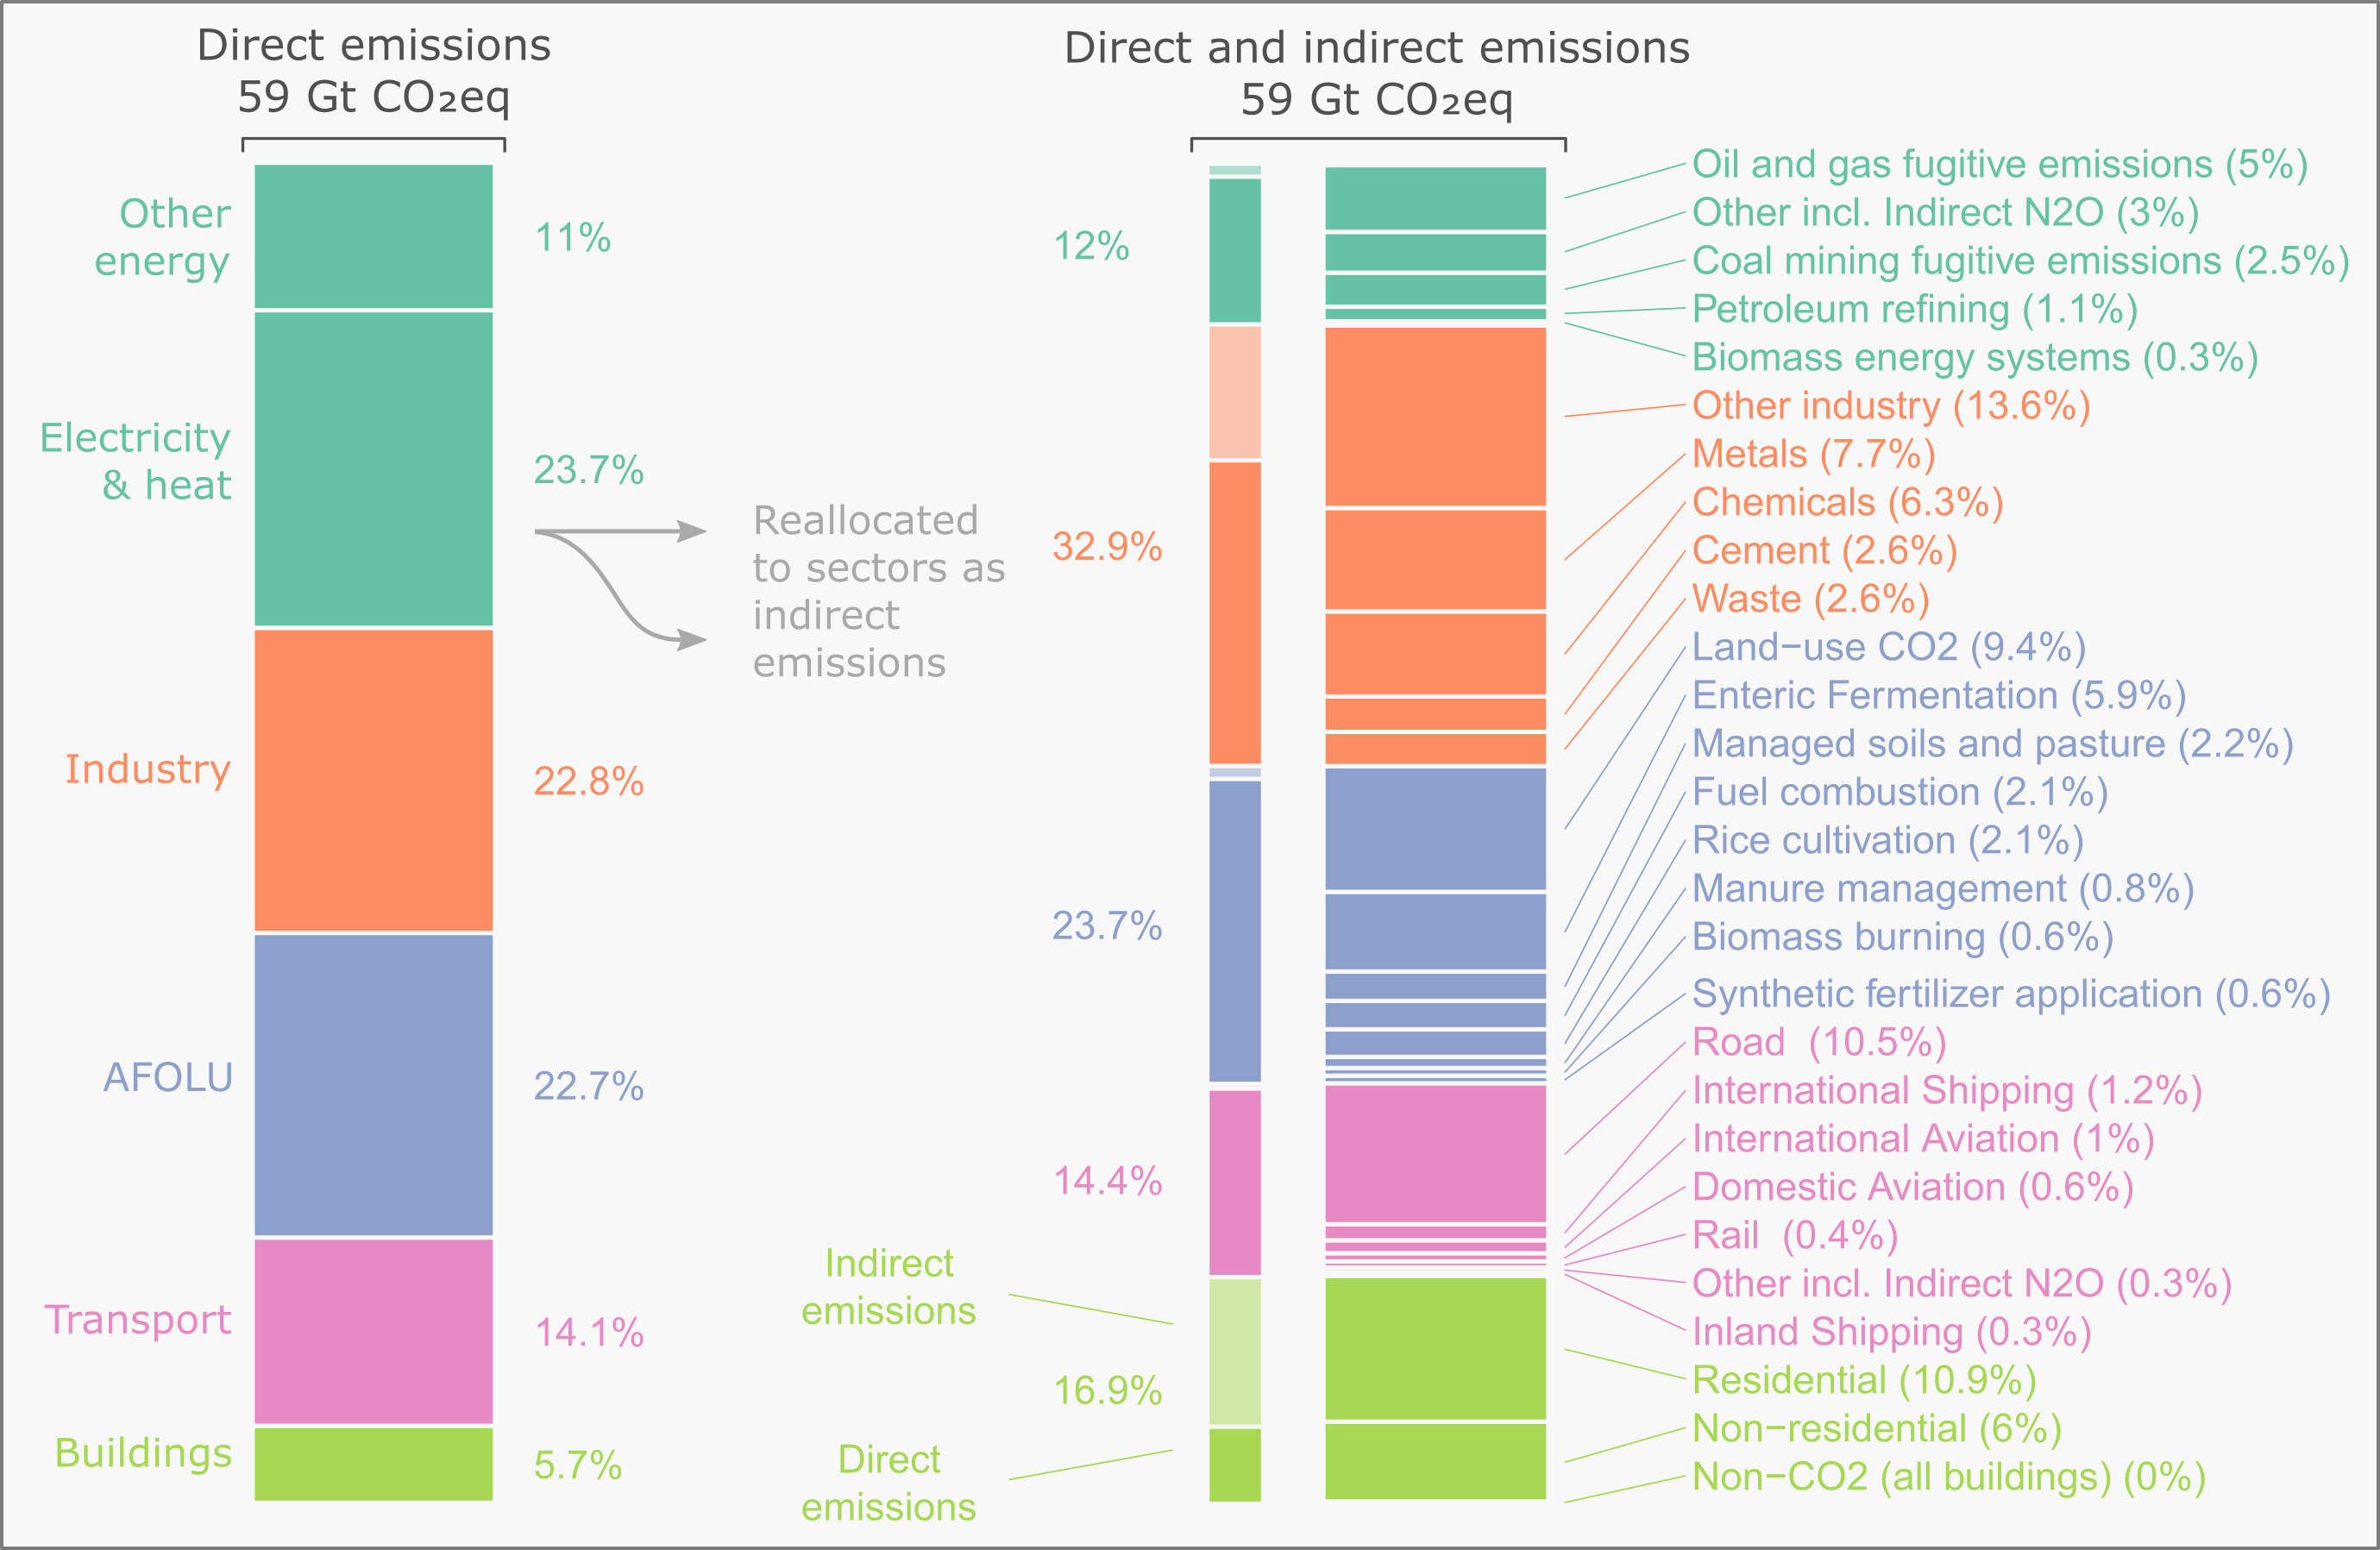 Direct emissions
59 Gt CO₂eq
Other
energy
11%
Electricity
& heat
23.7%
Reallocated
to sectors as
indirect
emissions
Industry
22.8%
AFOLU
22.7%
Transport
14.1%
Buildings
5.7%
Direct and indirect emissions
59 Gt CO₂eq
12%
32.9%
23.7%
14.4%
16.9%
Indirect
emissions
Direct
emissions
Oil and gas fugitive emissions (5%)
Other incl. Indirect N2O (3%)
Coal mining fugitive emissions (2.5%)
Petroleum refining (1.1%)
Biomass energy systems (0.3%)
Other industry (13.6%)
Metals (7.7%)
Chemicals (6.3%)
Cement (2.6%)
Waste (2.6%)
Land−use CO2 (9.4%)
Enteric Fermentation (5.9%)
Managed soils and pasture (2.2%)
Fuel combustion (2.1%)
Rice cultivation (2.1%)
Manure management (0.8%)
Biomass burning (0.6%)
Synthetic fertilizer application (0.6%)
Road (10.5%)
International Shipping (1.2%)
International Aviation (1%)
Domestic Aviation (0.6%)
Rail (0.4%)
Other incl. Indirect N2O (0.3%)
Inland Shipping (0.3%)
Residential (10.9%)
Non−residential (6%)
Non−CO2 (all buildings) (0%)